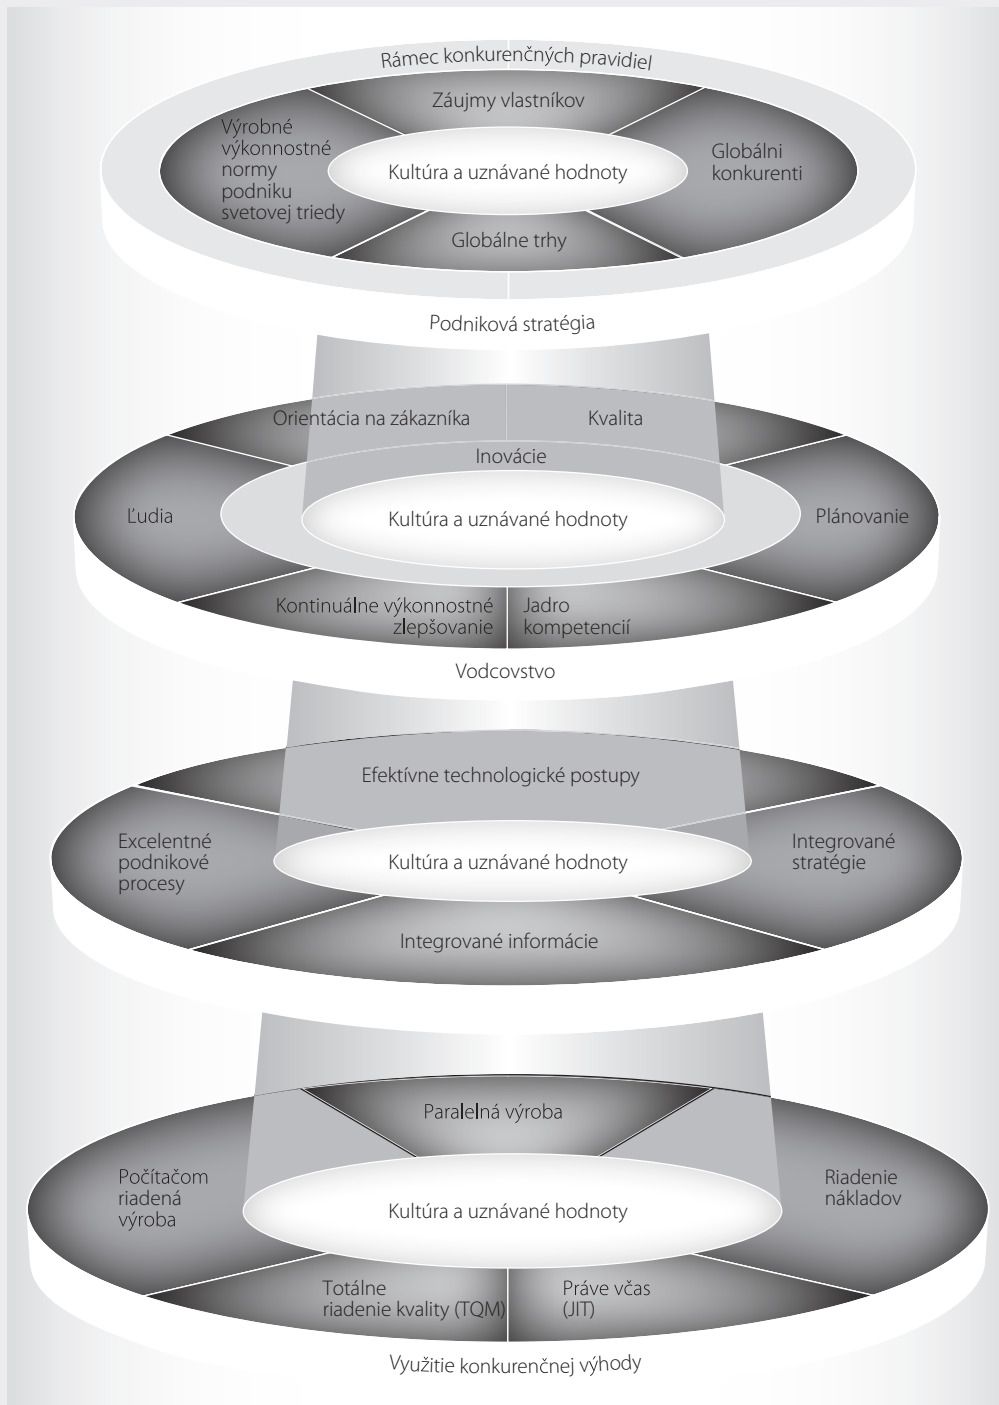 Rámec konkurenčných pravidiel
Záujmy vlastníkov
Výrobné
výkonnostné
normy
podniku
svetovej triedy
Kultúra a uznávané hodnoty
Globálni
konkurenti
Globálne trhy
Podniková stratégia
Orientácia na zákazníka
Kvalita
Inovácie
Ľudia
Kultúra a uznávané hodnoty
Plánovanie
Kontinuálne výkonnostné
zlepšovanie
Jadro
kompetencií
Vodcovstvo
Efektívne technologické postupy
Excelentné
podnikové
procesy
Kultúra a uznávané hodnoty
Integrované
stratégie
Integrované informácie
Paralelná výroba
Počítačom
riadená
výroba
Kultúra a uznávané hodnoty
Riadenie
nákladov
Totálne
riadenie kvality (TQM)
Práve včas
(JIT)
Využitie konkurenčnej výhody